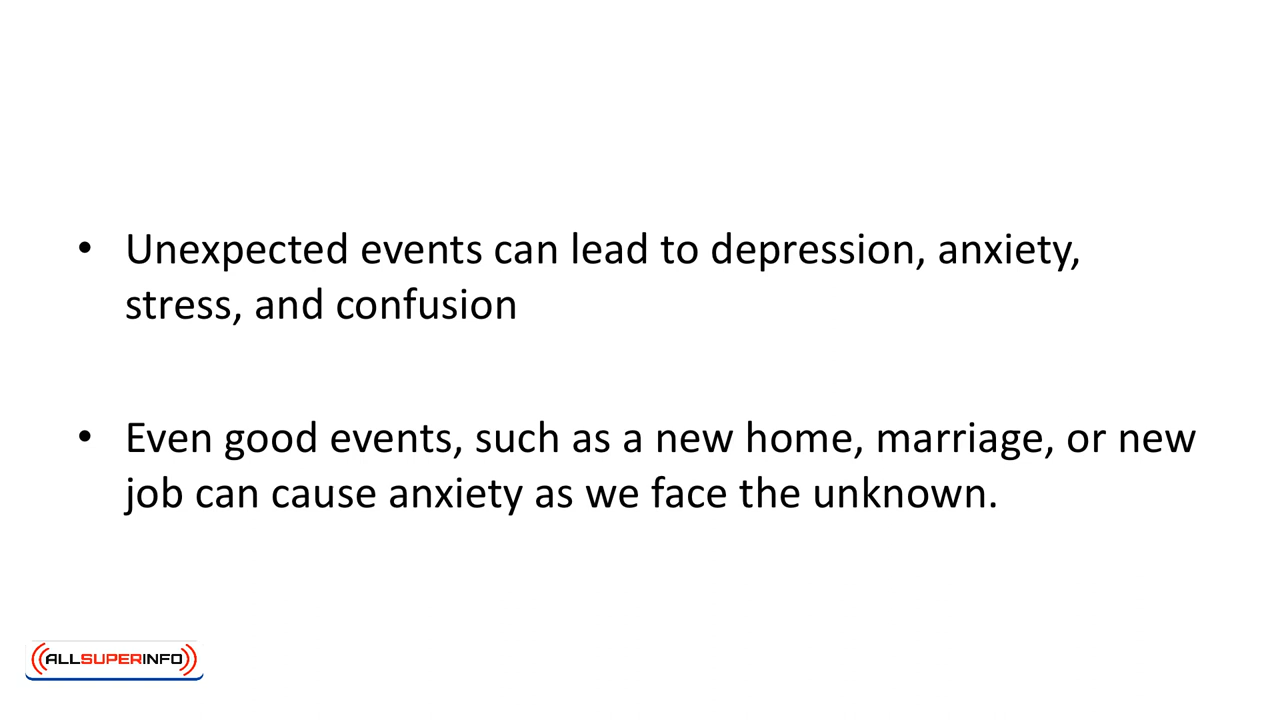 • Unexpected events can lead to depression, anxiety,
stress, and confusion
• Even good events, such as a new home, marriage, or new
job can cause anxiety as we face the unknown.
ALLSUPERINFO